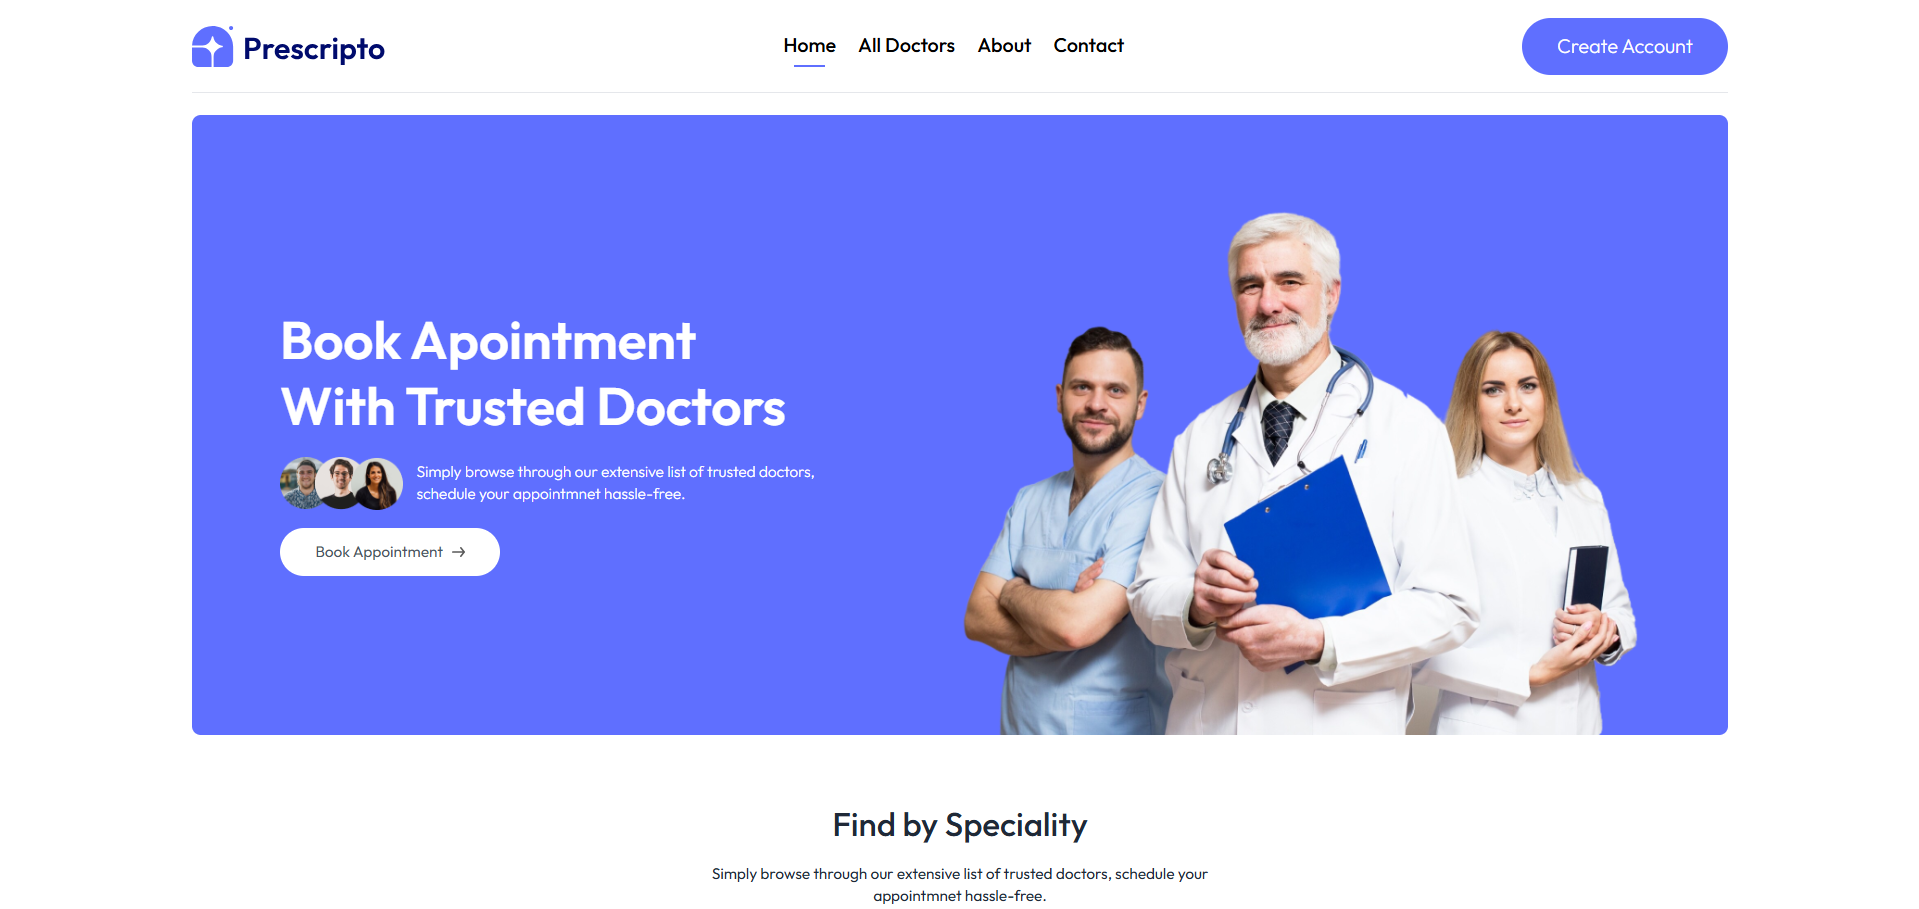 Prescripto
Home
All Doctors
About
Contact
Create Account
Book Apointment
With Trusted Doctors
Simply browse through our extensive list of trusted doctors,
schedule your appointmnet hassle-free.
Book Appointment →
Find by Speciality
Simply browse through our extensive list of trusted doctors, schedule your
appointmnet hassle-free.